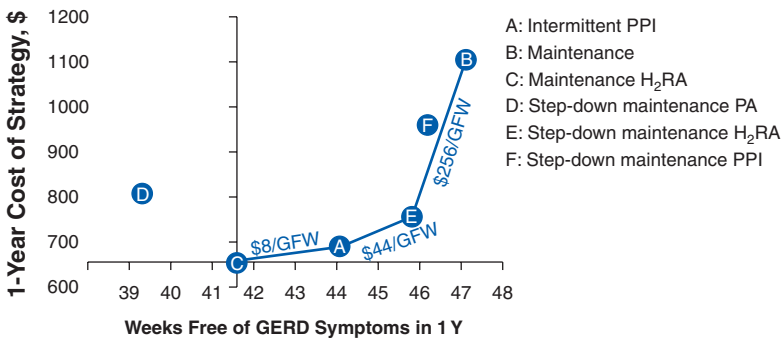 1-Year Cost of Strategy, $
1200
1100
1000
900
800
700
600
39 40 41 42 43 44 45 46 47 48
Weeks Free of GERD Symptoms in 1 Y
D
C
A
E
F
B
$8/GFW
$44/GFW
$256/GFW
A: Intermittent PPI
B: Maintenance
C: Maintenance H₂RA
D: Step-down maintenance PA
E: Step-down maintenance H₂RA
F: Step-down maintenance PPI